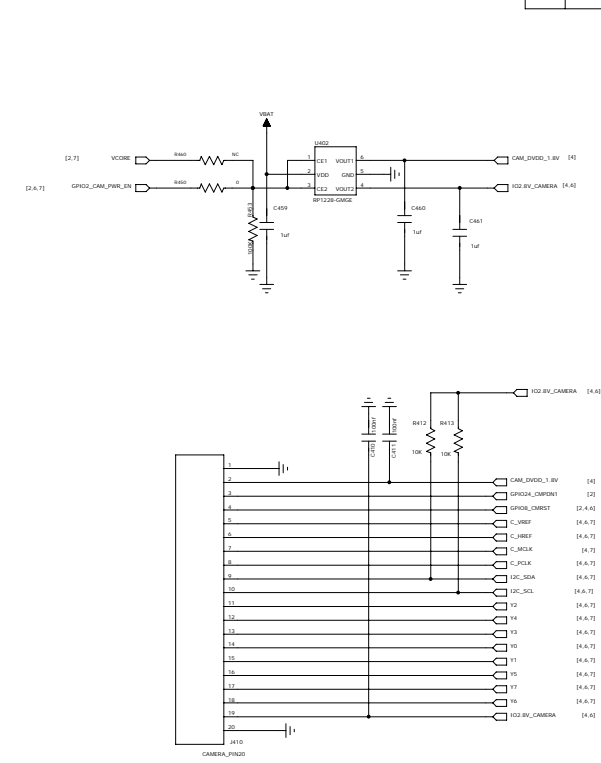 VBAT
U402
[2,7] VCORE R460 NC 1 CE1 VOUT1 6 CAM_DVDD_1.8V [4]
2 VDD GND 5
[2,6,7] GPIO2_CAM_PWR_EN R450 0 3 CE2 VOUT2 4 IO2.8V_CAMERA [4,6]
RP122B-GMGE
R453 C459 C460
C461
100K 1uf 1uf
1uf
IO2.8V_CAMERA [4,6]
100nf 100nf R412 R413
C410 C411 10K 10K
1
2 CAM_DVDD_1.8V [4]
3 GPIO24_CMPDN1 [2]
4 GPIO8_CMRST [2,4,6]
5 C_VREF [4,6,7]
6 C_HREF [4,6,7]
7 C_MCLK [4,7]
8 C_PCLK [4,6,7]
9 I2C_SDA [4,6,7]
10 I2C_SCL [4,6,7]
11 Y2 [4,6,7]
12 Y4 [4,6,7]
13 Y3 [4,6,7]
14 Y0 [4,6,7]
15 Y1 [4,6,7]
16 Y5 [4,6,7]
17 Y7 [4,6,7]
18 Y6 [4,6,7]
19 IO2.8V_CAMERA [4,6]
20
J410
CAMERA_PIN20